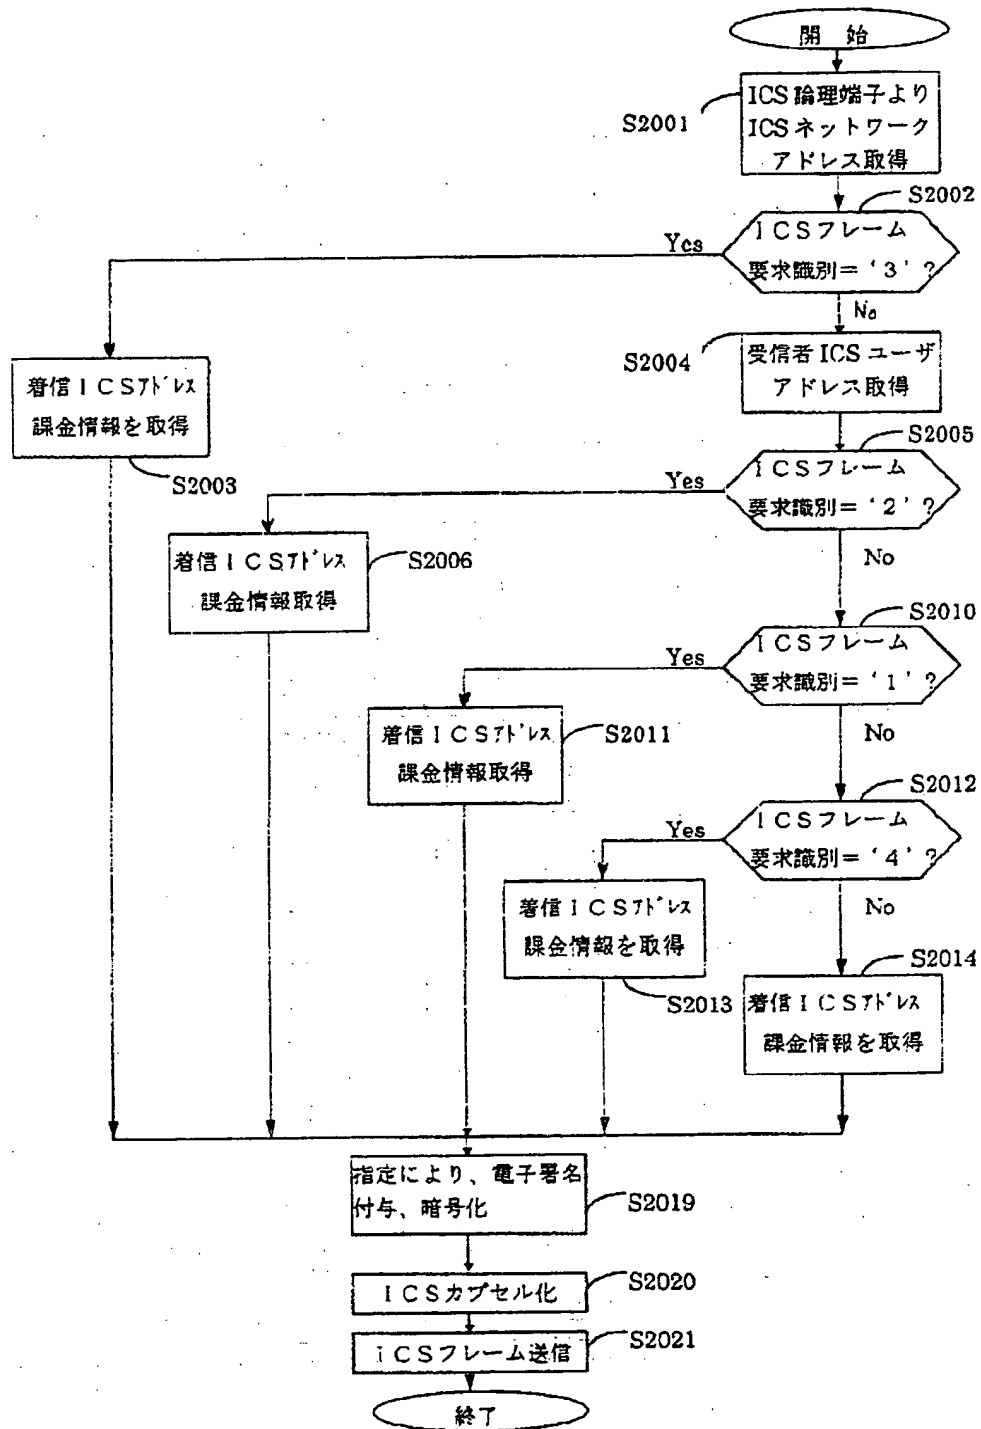 開 始
S2001
ICS論理端子より
ICSネットワーク
アドレス取得
S2002
ICSフレーム
要求識別＝‘3’？
Yes
No
S2003
着信ICSアドレス
課金情報を取得
S2004
受信者ICSユーザ
アドレス取得
S2005
ICSフレーム
要求識別＝‘2’？
Yes
No
S2006
着信ICSアドレス
課金情報取得
S2010
ICSフレーム
要求識別＝‘1’？
Yes
No
S2011
着信ICSアドレス
課金情報取得
S2012
ICSフレーム
要求識別＝‘4’？
Yes
No
S2013
着信ICSアドレス
課金情報を取得
S2014
着信ICSアドレス
課金情報を取得
指定により、電子署名
付与、暗号化
S2019
ICSカプセル化
S2020
ICSフレーム送信
S2021
終了